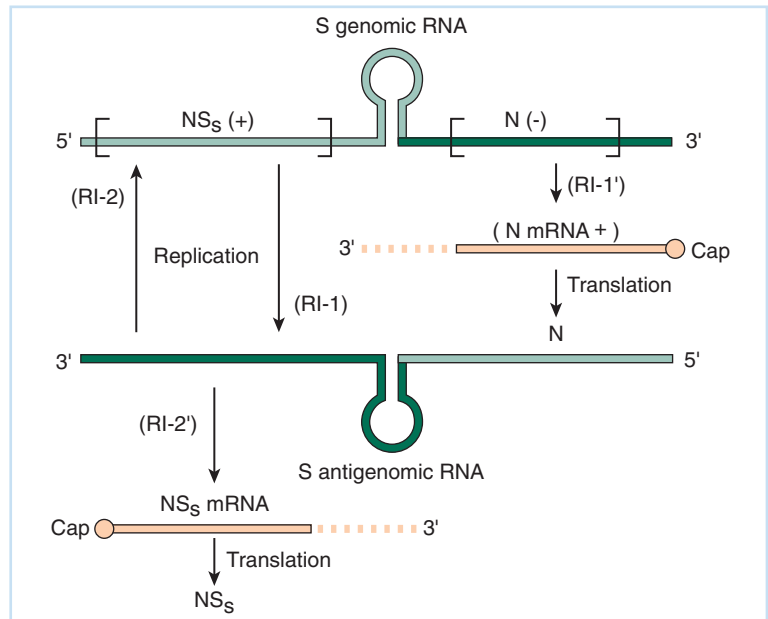 S genomic RNA
NSs (+)
N (-)
5'
3'
(RI-2)
(RI-1')
( N mRNA + )
3'
Cap
Replication
Translation
(RI-1)
N
3'
5'
(RI-2')
S antigenomic RNA
NSs mRNA
Cap
3'
Translation
NSs